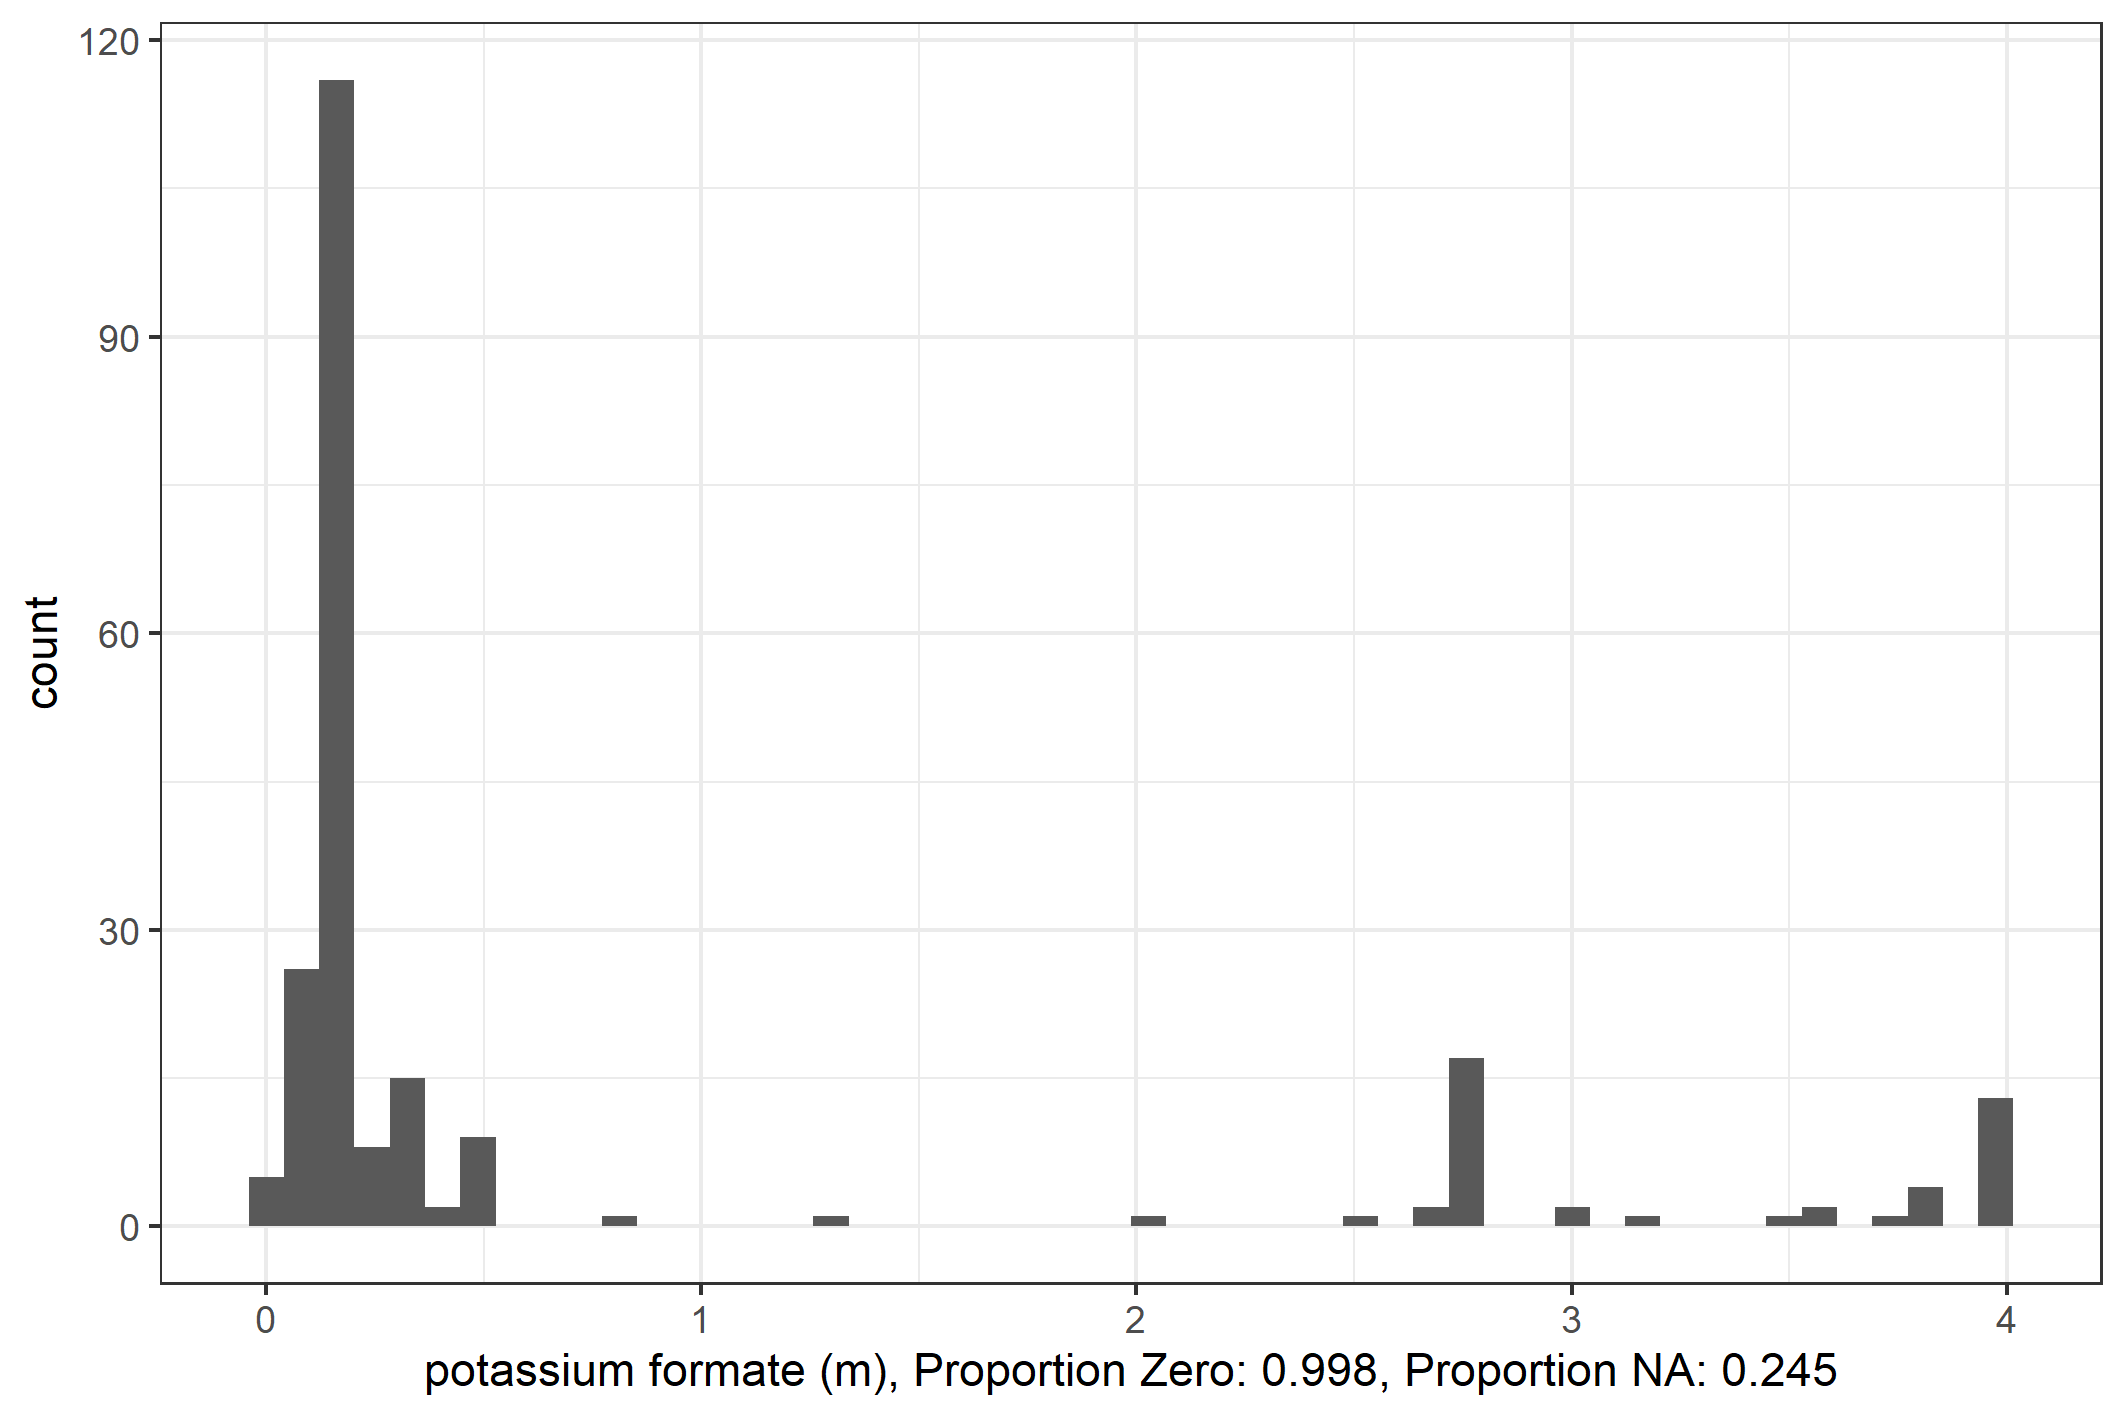 120
90
60
30
0
count
0 1 2 3 4
potassium formate (m), Proportion Zero: 0.998, Proportion NA: 0.245